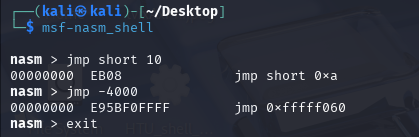 ┌──(kali㉿kali)-[~/Desktop]
└─$ msf-nasm_shell
nasm > jmp short 10
00000000  EB08              jmp short 0xa
nasm > jmp -4000
00000000  E95BF0FFFF        jmp 0xfffff060
nasm > exit